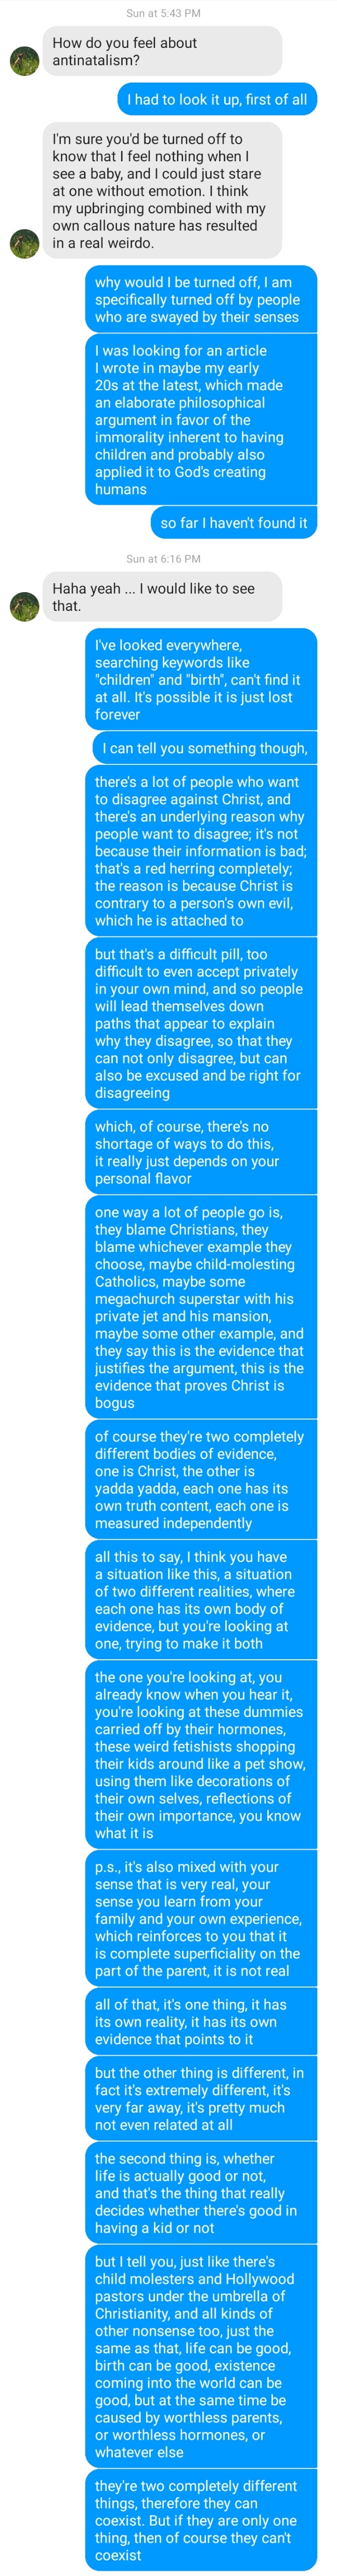 Sun at 5:43 PM
How do you feel about
antinatalism?
I had to look it up, first of all
I'm sure you'd be turned off to
know that I feel nothing when I
see a baby, and I could just stare
at one without emotion. I think
my upbringing combined with my
own callous nature has resulted
in a real weirdo.
why would I be turned off, I am
specifically turned off by people
who are swayed by their senses
I was looking for an article
I wrote in maybe my early
20s at the latest, which made
an elaborate philosophical
argument in favor of the
immorality inherent to having
children and probably also
applied it to God's creating
humans
so far I haven't found it
Sun at 6:16 PM
Haha yeah ... I would like to see
that.
I've looked everywhere,
searching keywords like
"children" and "birth", can't find it
at all. It's possible it is just lost
forever
I can tell you something though,
there's a lot of people who want
to disagree against Christ, and
there's an underlying reason why
people want to disagree; it's not
because their information is bad;
that's a red herring completely;
the reason is because Christ is
contrary to a person's own evil,
which he is attached to
but that's a difficult pill, too
difficult to even accept privately
in your own mind, and so people
will lead themselves down
paths that appear to explain
why they disagree, so that they
can not only disagree, but can
also be excused and be right for
disagreeing
which, of course, there's no
shortage of ways to do this,
it really just depends on your
personal flavor
one way a lot of people go is,
they blame Christians, they
blame whichever example they
choose, maybe child-molesting
Catholics, maybe some
megachurch superstar with his
private jet and his mansion,
maybe some other example, and
they say this is the evidence that
justifies the argument, this is the
evidence that proves Christ is
bogus
of course they're two completely
different bodies of evidence,
one is Christ, the other is
yadda yadda, each one has its
own truth content, each one is
measured independently
all this to say, I think you have
a situation like this, a situation
of two different realities, where
each one has its own body of
evidence, but you're looking at
one, trying to make it both
the one you're looking at, you
already know when you hear it,
you're looking at these dummies
carried off by their hormones,
these weird fetishists shopping
their kids around like a pet show,
using them like decorations of
their own selves, reflections of
their own importance, you know
what it is
p.s., it's also mixed with your
sense that is very real, your
sense you learn from your
family and your own experience,
which reinforces to you that it
is complete superficiality on the
part of the parent, it is not real
all of that, it's one thing, it has
its own reality, it has its own
evidence that points to it
but the other thing is different, in
fact it's extremely different, it's
very far away, it's pretty much
not even related at all
the second thing is, whether
life is actually good or not,
and that's the thing that really
decides whether there's good in
having a kid or not
but I tell you, just like there's
child molesters and Hollywood
pastors under the umbrella of
Christianity, and all kinds of
other nonsense too, just the
same as that, life can be good,
birth can be good, existence
coming into the world can be
good, but at the same time be
caused by worthless parents,
or worthless hormones, or
whatever else
they're two completely different
things, therefore they can
coexist. But if they are only one
thing, then of course they can't
coexist